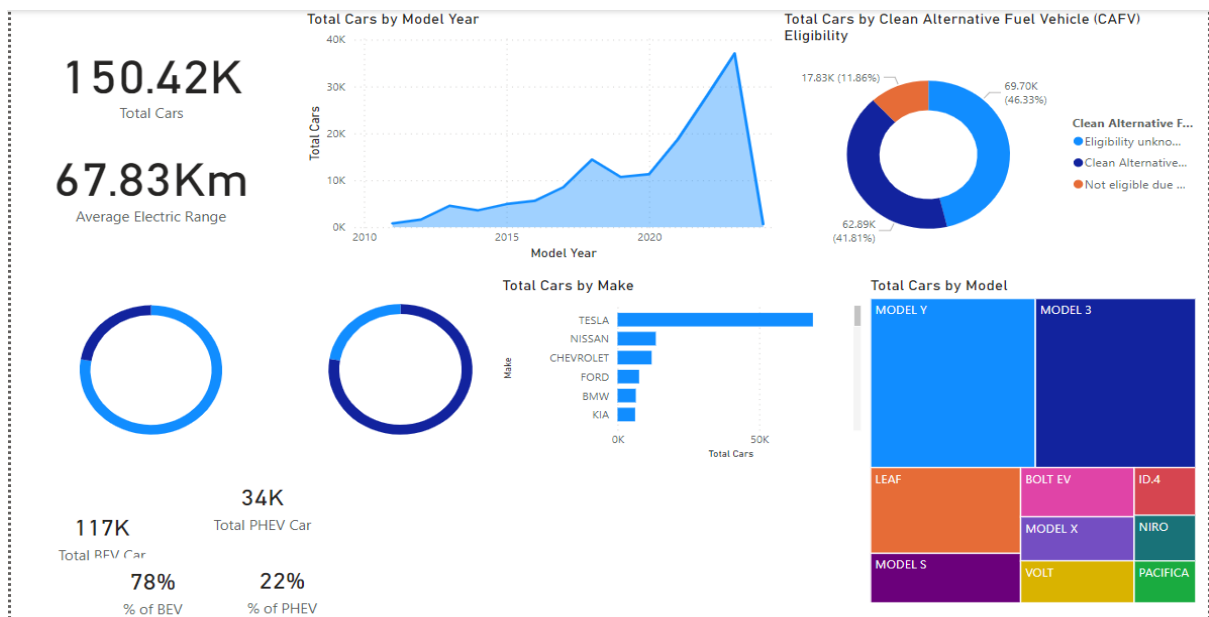 150.42K
Total Cars
67.83Km
Average Electric Range
Total Cars by Model Year
40K
30K
20K
10K
0K
Total Cars
2010
2015
2020
Model Year
Total Cars by Clean Alternative Fuel Vehicle (CAFV)
Eligibility
17.83K (11.86%)
69.70K
(46.33%)
62.89K
(41.81%)
Clean Alternative F...
Eligibility unkno...
Clean Alternative...
Not eligible due ...
117K
Total BEV Car
34K
Total PHEV Car
78%
% of BEV
22%
% of PHEV
Total Cars by Make
Make
TESLA
NISSAN
CHEVROLET
FORD
BMW
KIA
0K
50K
Total Cars
Total Cars by Model
MODEL Y
MODEL 3
LEAF
BOLT EV
ID.4
MODEL X
NIRO
MODEL S
VOLT
PACIFICA